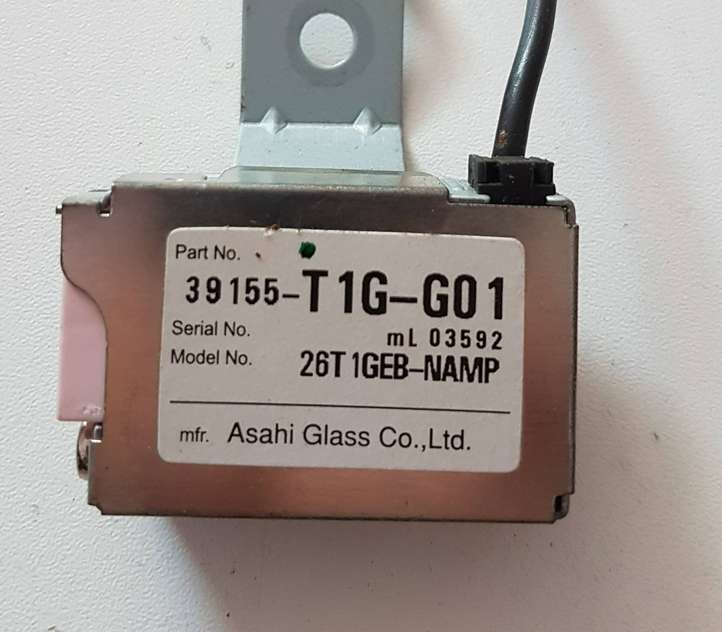 Part No.
39155-T1G-G01
Serial No.
mL 03592
Model No.
26T1GEB-NAMP
mfr. Asahi Glass Co.,Ltd.